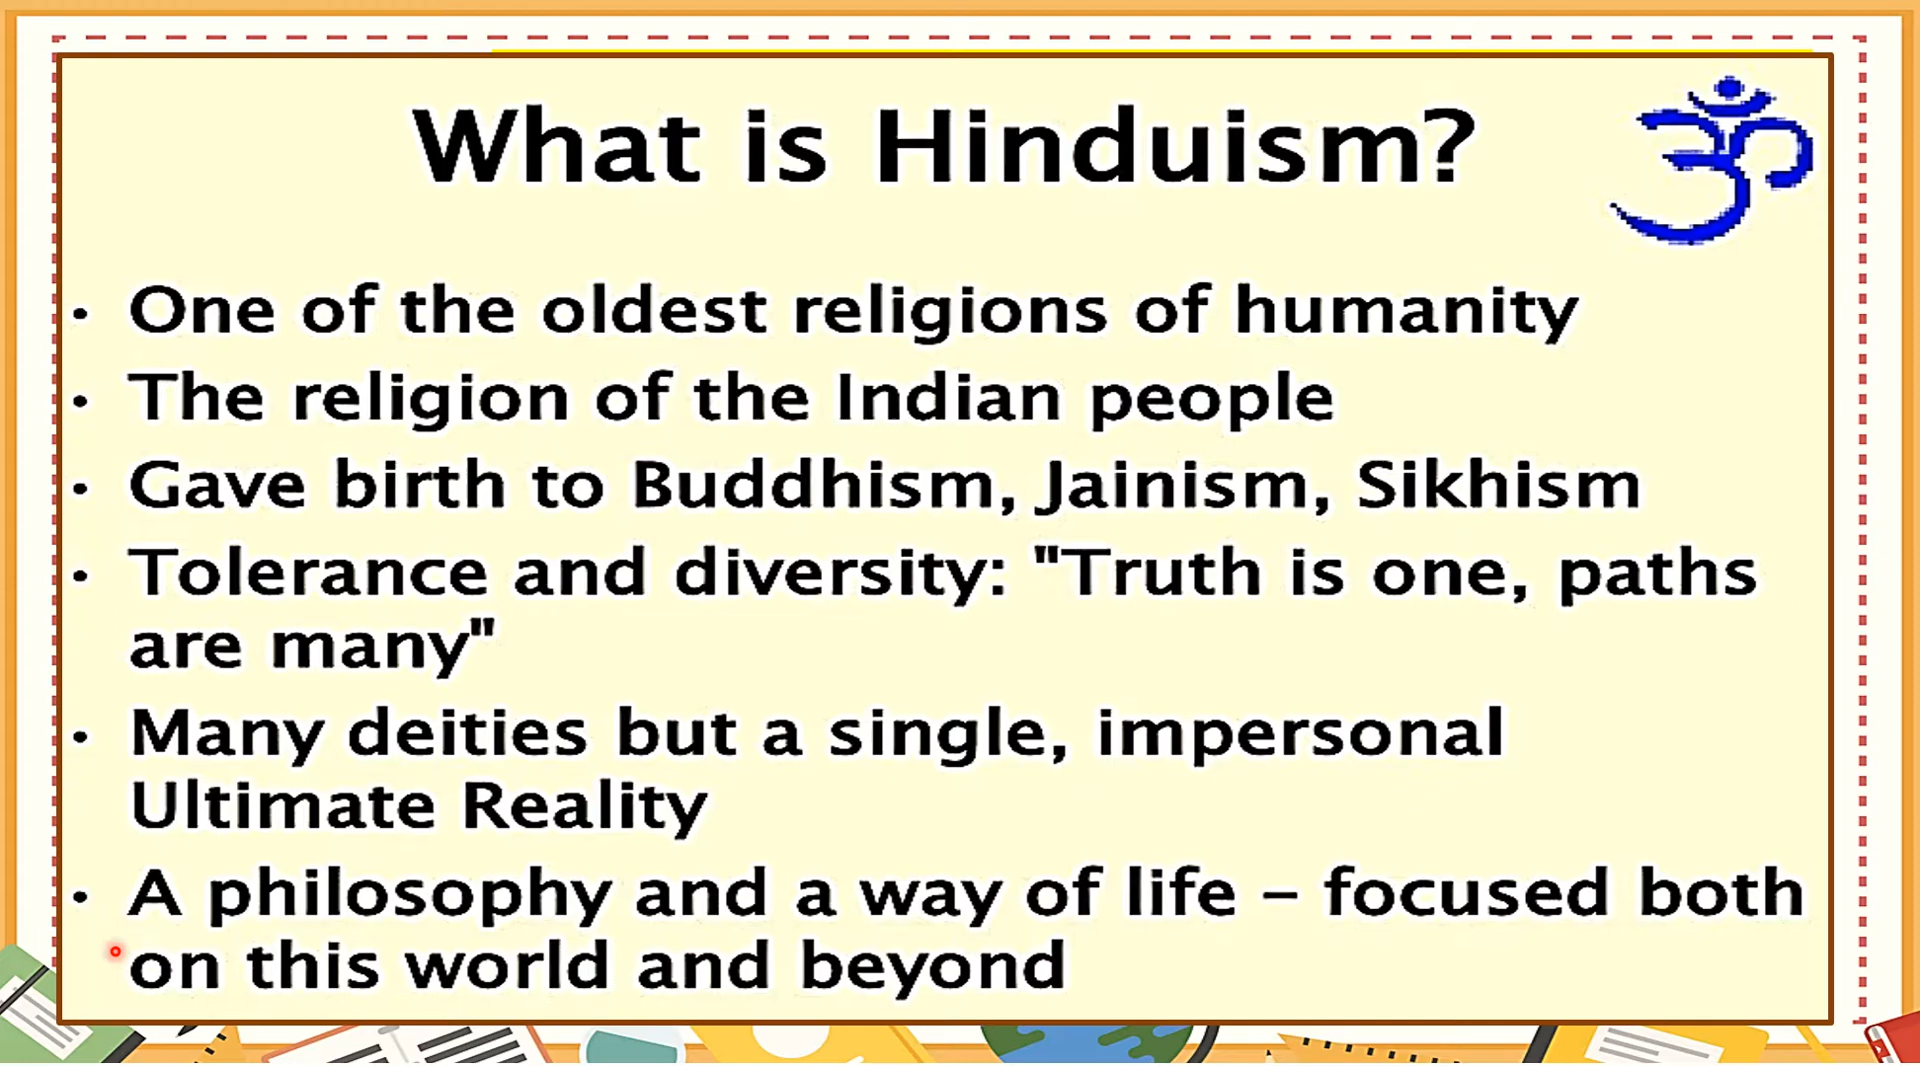 What is Hinduism?
ॐ
• One of the oldest religions of humanity
• The religion of the Indian people
• Gave birth to Buddhism, Jainism, Sikhism
• Tolerance and diversity: "Truth is one, paths
are many"
• Many deities but a single, impersonal
Ultimate Reality
• A philosophy and a way of life – focused both
on this world and beyond